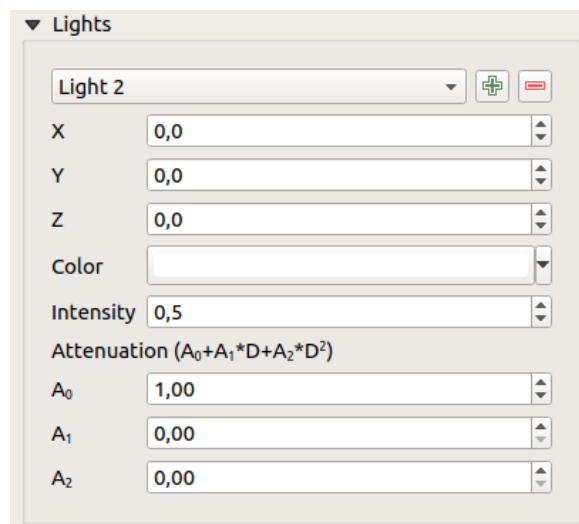 Lights
Light 2
X 0,0
Y 0,0
Z 0,0
Color
Intensity 0,5
Attenuation (A₀+A₁*D+A₂*D²)
A₀ 1,00
A₁ 0,00
A₂ 0,00